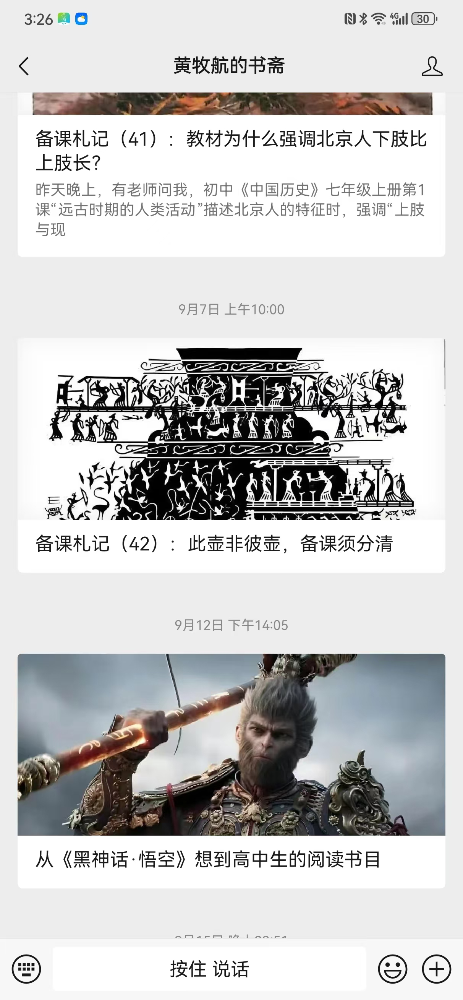 3:26
4G
30
黄牧航的书斋
备课札记（41）：教材为什么强调北京人下肢比
上肢长？
昨天晚上，有老师问我，初中《中国历史》七年级上册第1
课“远古时期的人类活动”描述北京人的特征时，强调“上肢
与现
9月7日 上午10:00
备课札记（42）：此壶非彼壶，备课须分清
9月12日 下午14:05
从《黑神话·悟空》想到高中生的阅读书目
按住 说话